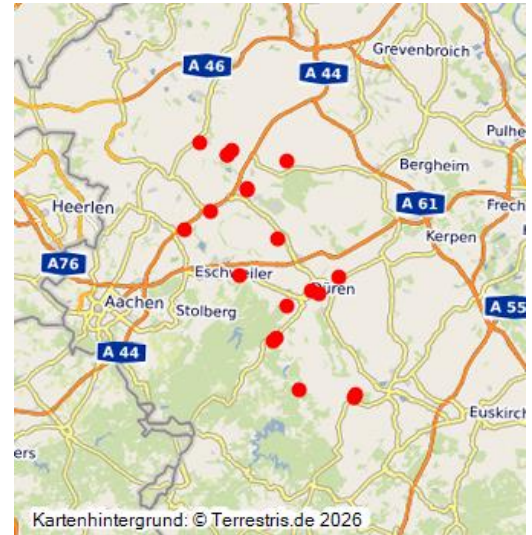 Grevenbroich
A 46
A 44
Pulhe
Bergheim
Heerlen
A 61
Frech
Kerpen
A76
Eschweiler
Düren
Aachen
Stolberg
A 55
A 44
Euskirch
ers
Kartenhintergrund: © Terrestris.de 2026